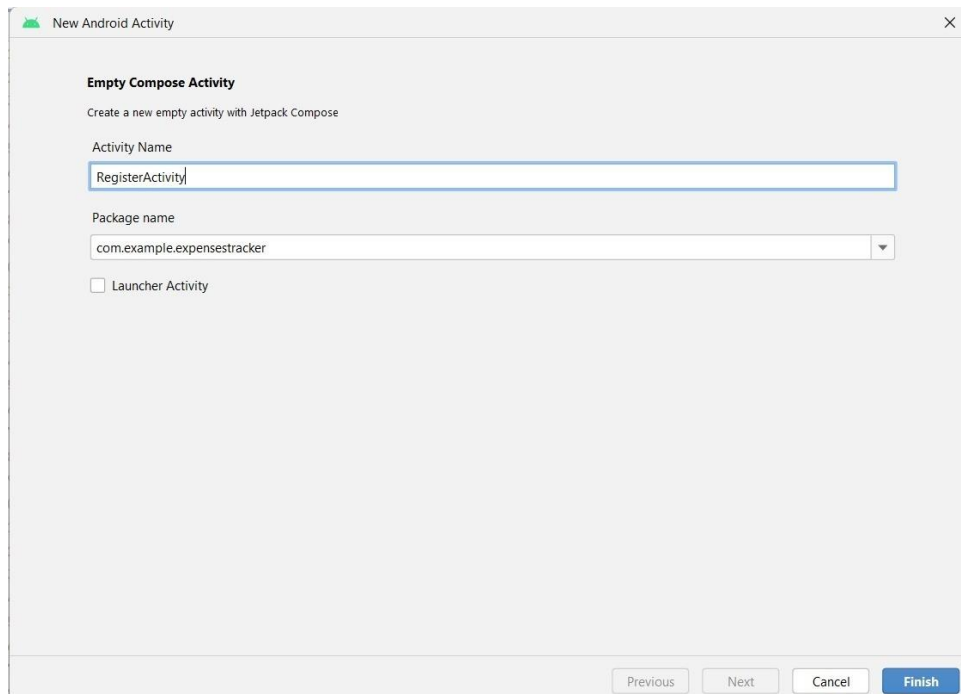 New Android Activity
Empty Compose Activity
Create a new empty activity with Jetpack Compose
Activity Name
RegisterActivity
Package name
com.example.expensestracker
Launcher Activity
Previous Next Cancel Finish